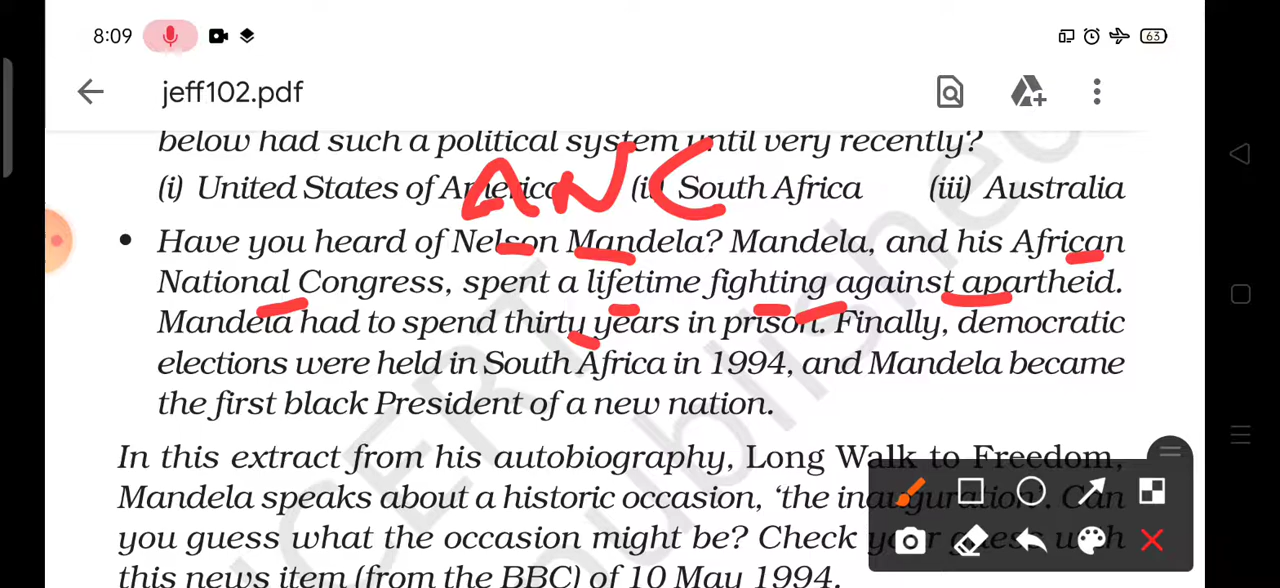 8:09
63
jeff102.pdf
below had such a political system until very recently?
ANC
(i) United States of America (ii) South Africa (iii) Australia
• Have you heard of Nelson Mandela? Mandela, and his African
National Congress, spent a lifetime fighting against apartheid.
Mandela had to spend thirty years in prison. Finally, democratic
elections were held in South Africa in 1994, and Mandela became
the first black President of a new nation.
In this extract from his autobiography, Long Walk to Freedom,
Mandela speaks about a historic occasion, ‘the inauguration’. Can
you guess what the occasion might be? Check your guess with
this news item (from the BBC) of 10 May 1994.